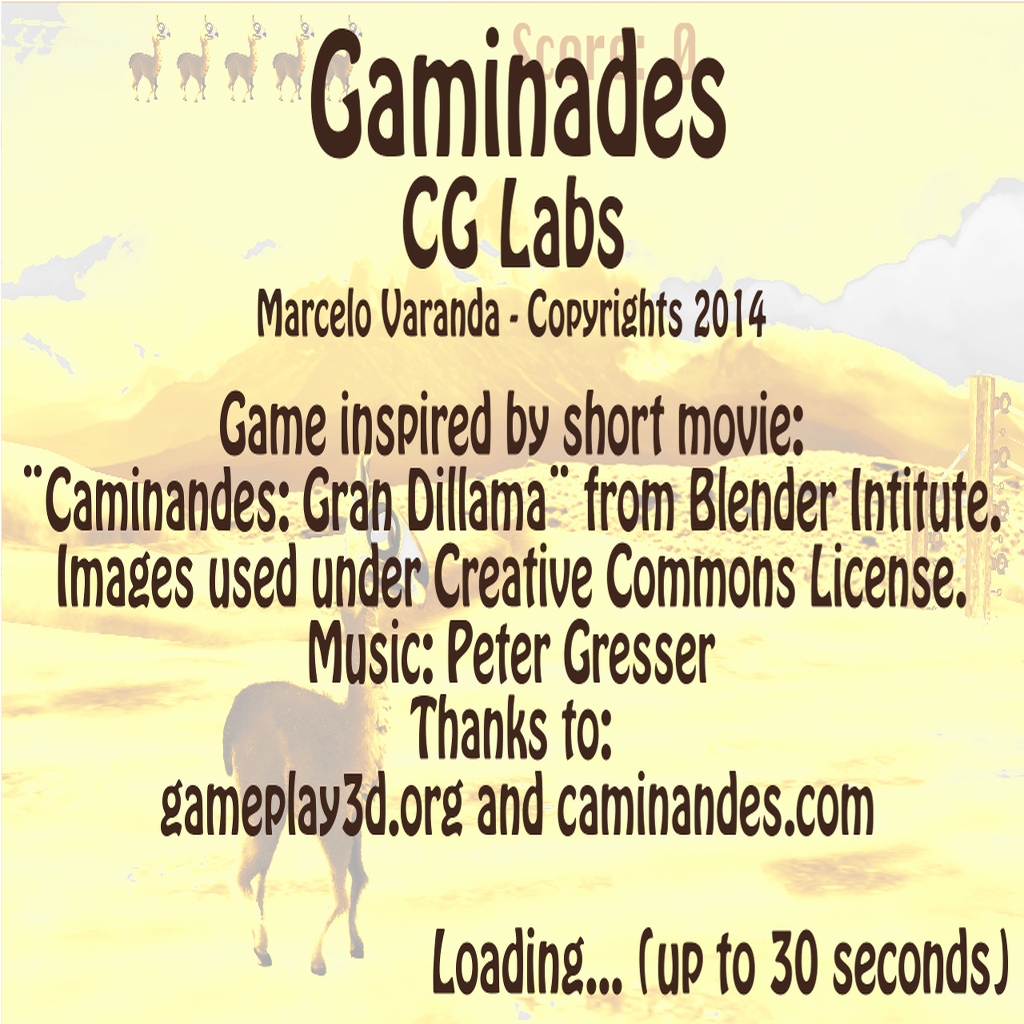 Score: 0
Gaminades
CG Labs
Marcelo Varanda - Copyrights 2014
Game inspired by short movie:
¨Caminandes: Gran Dillama¨ from Blender Intitute.
Images used under Creative Commons License.
Music: Peter Gresser
Thanks to:
gameplay3d.org and caminandes.com
Loading... (up to 30 seconds)